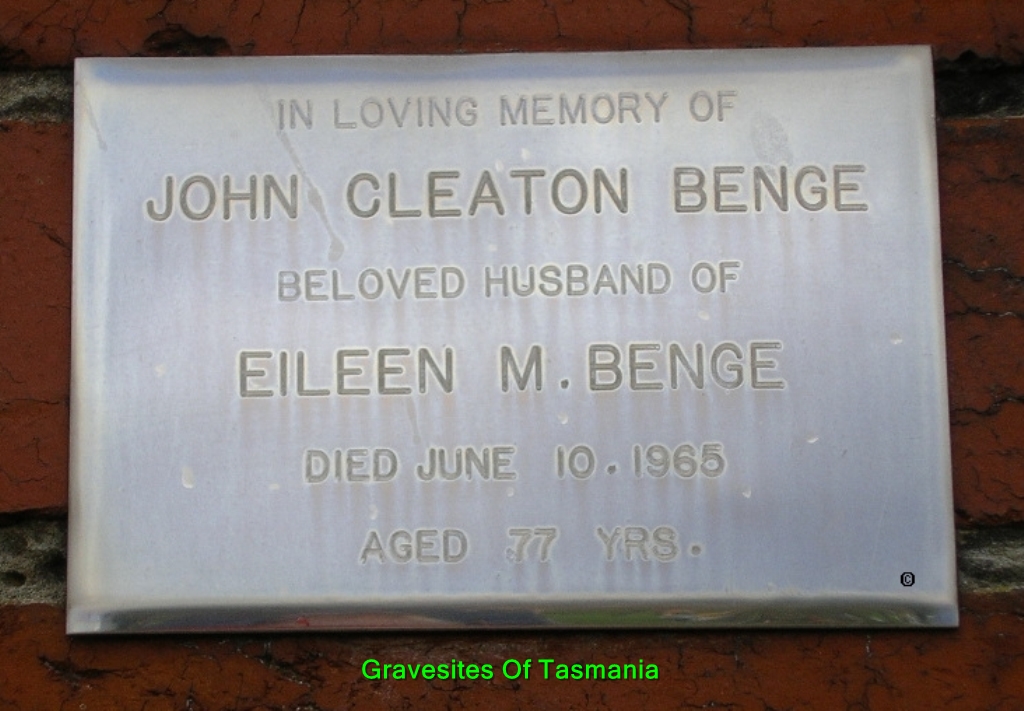 IN LOVING MEMORY OF
JOHN CLEATON BENGE
BELOVED HUSBAND OF
EILEEN M. BENGE
DIED JUNE 10. 1965
AGED 77 YRS.
©
Gravesites Of Tasmania